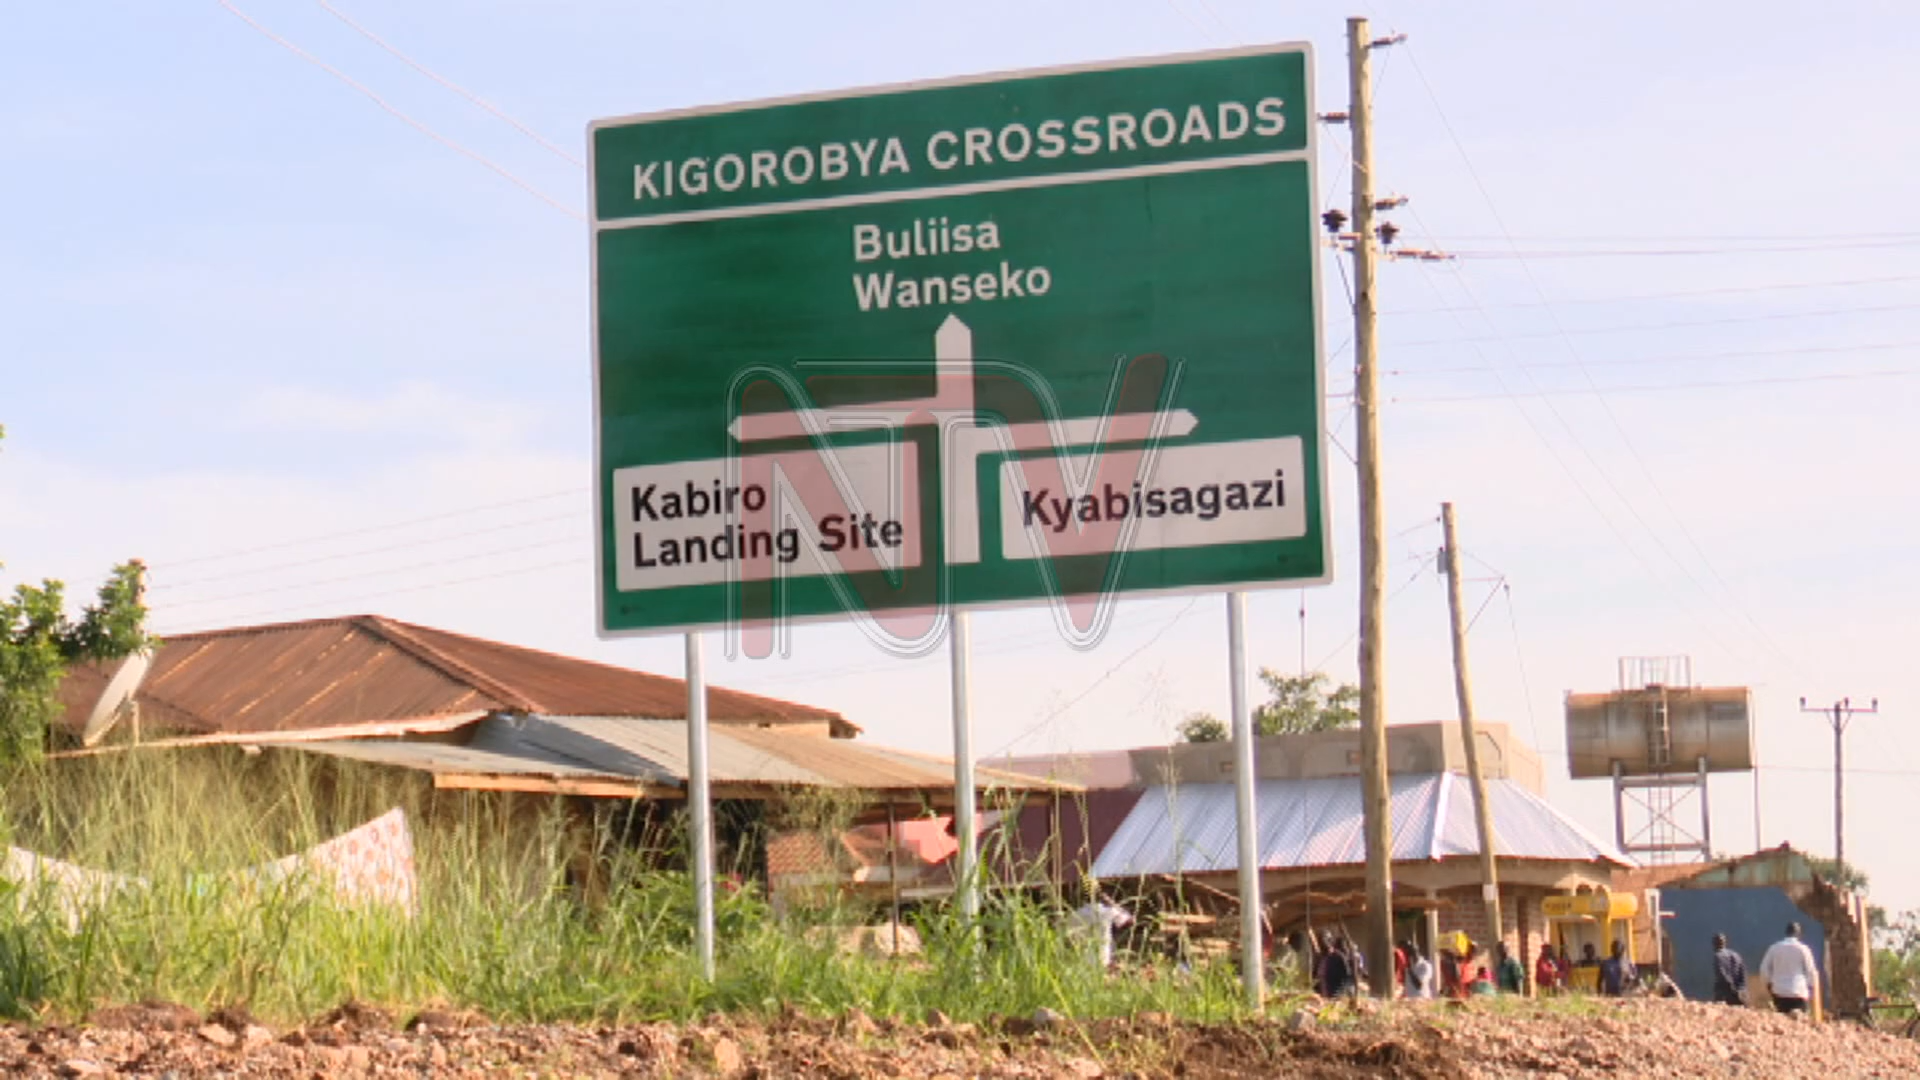 KIGOROBYA CROSSROADS
Buliisa
Wanseko
Kabiro
Landing Site
Kyabisagazi
NTV